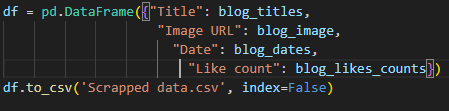 df = pd.DataFrame({"Title": blog_titles,
"Image URL": blog_image,
"Date": blog_dates,
"Like count": blog_likes_counts})
df.to_csv('Scrapped data.csv', index=False)